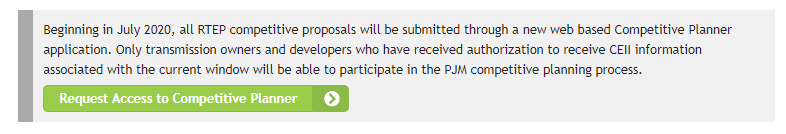 Beginning in July 2020, all RTEP competitive proposals will be submitted through a new web based Competitive Planner
application. Only transmission owners and developers who have received authorization to receive CEII information
associated with the current window will be able to participate in the PJM competitive planning process.
Request Access to Competitive Planner